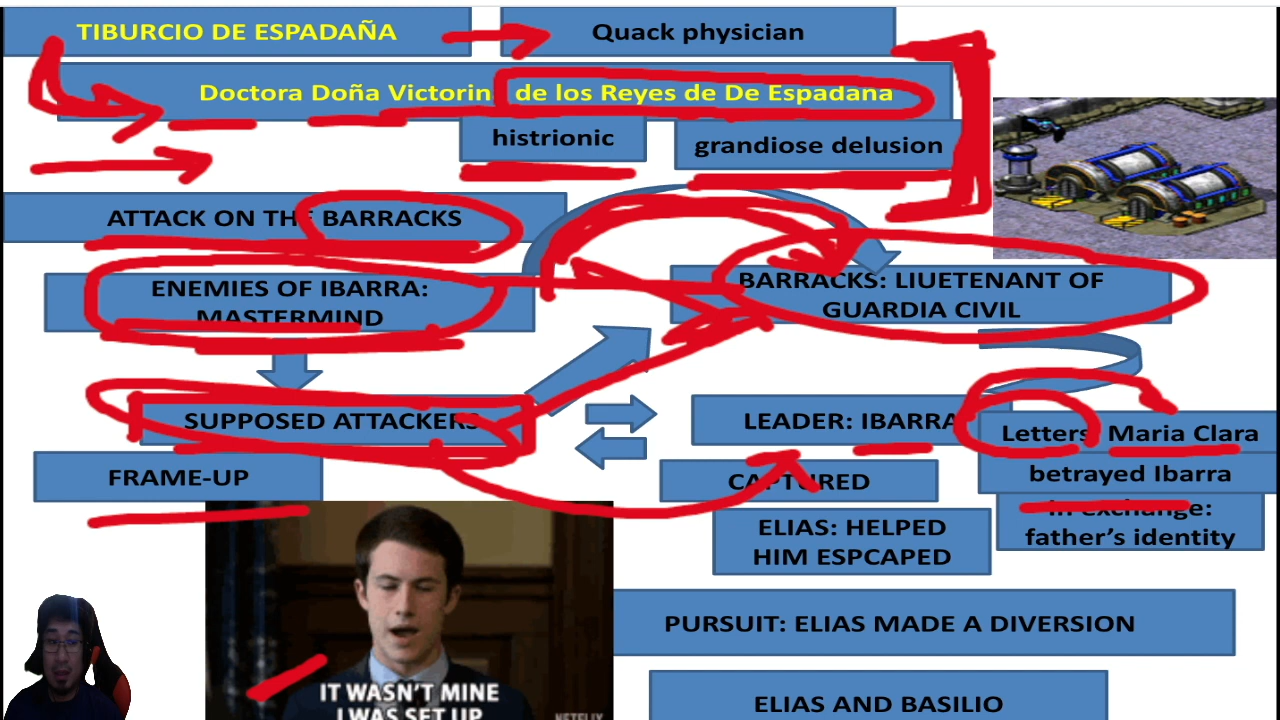 TIBURCIO DE ESPADAÑA
Quack physician
Doctora Doña Victorin de los Reyes de De Espadana
histrionic
grandiose delusion
ATTACK ON THE BARRACKS
ENEMIES OF IBARRA:
MASTERMIND
BARRACKS: LIUETENANT OF
GUARDIA CIVIL
SUPPOSED ATTACKERS
LEADER: IBARRA
Letters: Maria Clara
betrayed Ibarra
In exchange:
father's identity
FRAME-UP
CAPTURED
ELIAS: HELPED
HIM ESPCAPED
PURSUIT: ELIAS MADE A DIVERSION
IT WASN'T MINE
I WAS SET UP
NETFLIX
ELIAS AND BASILIO